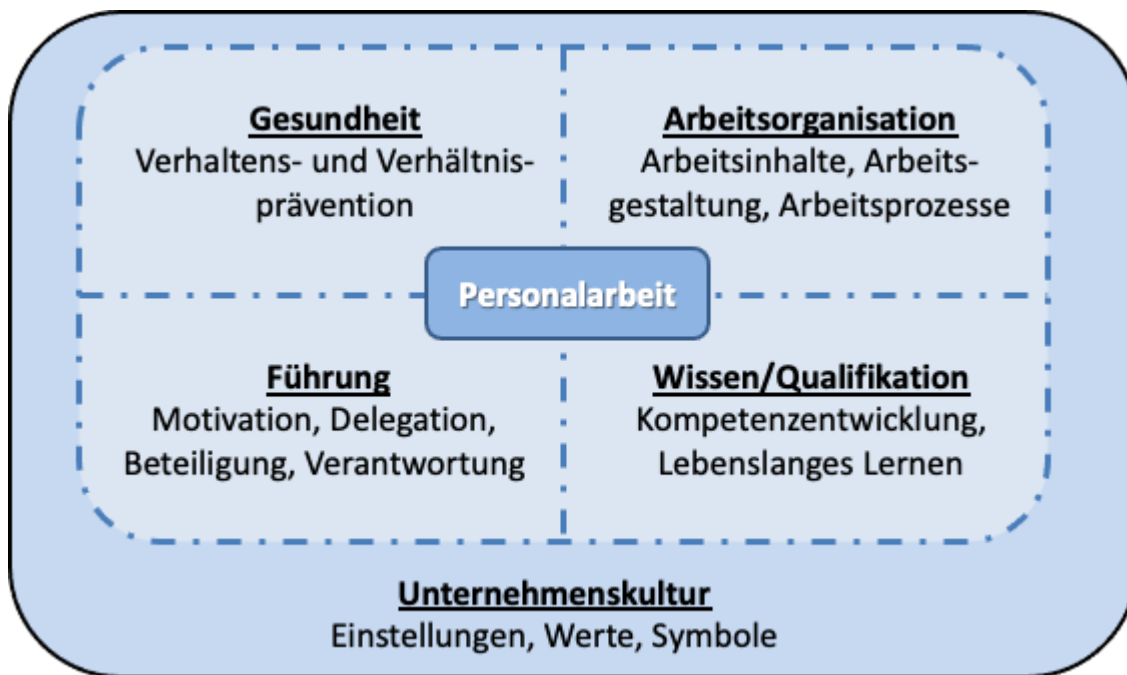 Gesundheit
Verhaltens- und Verhältnis-
prävention
Arbeitsorganisation
Arbeitsinhalte, Arbeits-
gestaltung, Arbeitsprozesse
Personalarbeit
Führung
Motivation, Delegation,
Beteiligung, Verantwortung
Wissen/Qualifikation
Kompetenzentwicklung,
Lebenslanges Lernen
Unternehmenskultur
Einstellungen, Werte, Symbole